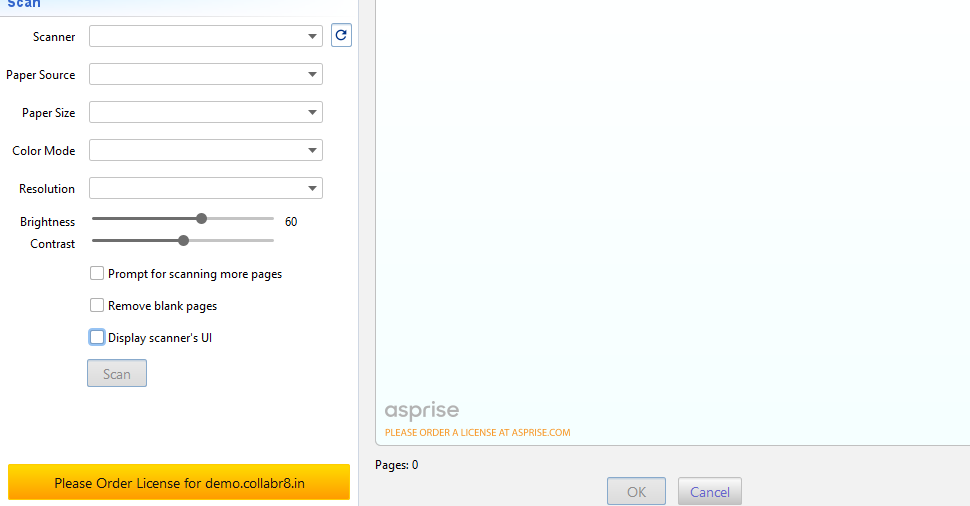 Scan
Scanner
Paper Source
Paper Size
Color Mode
Resolution
Brightness 60
Contrast
Prompt for scanning more pages
Remove blank pages
Display scanner's UI
Scan
Please Order License for demo.collabr8.in
asprise
PLEASE ORDER A LICENSE AT ASPRISE.COM
Pages: 0
OK Cancel